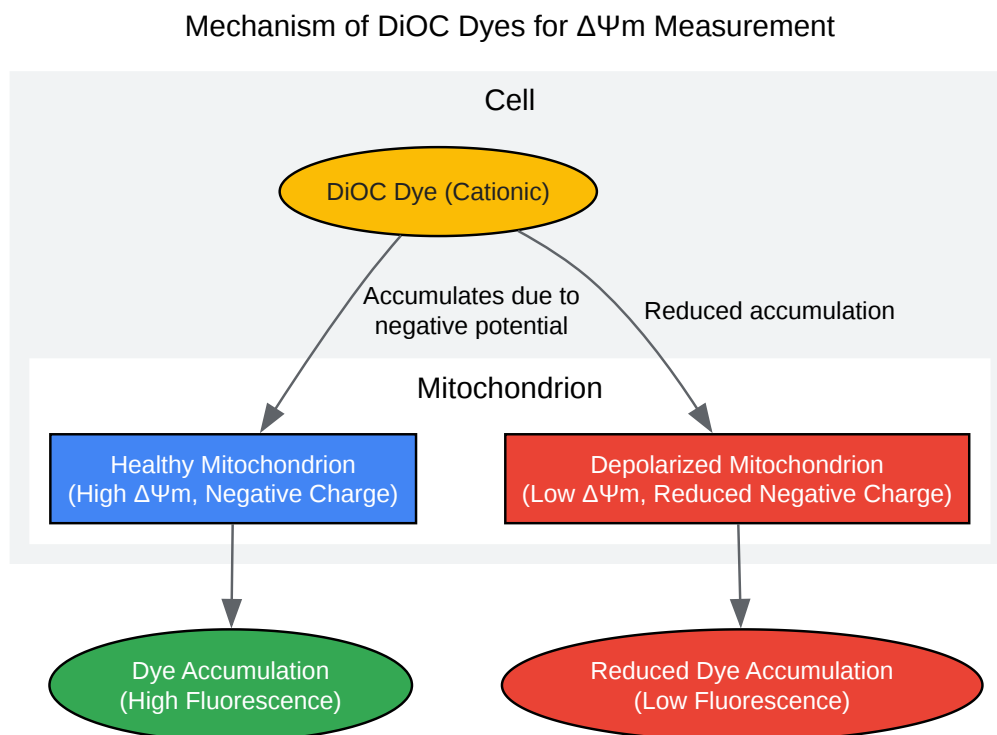 Mechanism of DiOC Dyes for ΔΨm Measurement
Cell
DiOC Dye (Cationic)
Accumulates due to
negative potential
Reduced accumulation
Mitochondrion
Healthy Mitochondrion
(High ΔΨm, Negative Charge)
Depolarized Mitochondrion
(Low ΔΨm, Reduced Negative Charge)
Dye Accumulation
(High Fluorescence)
Reduced Dye Accumulation
(Low Fluorescence)